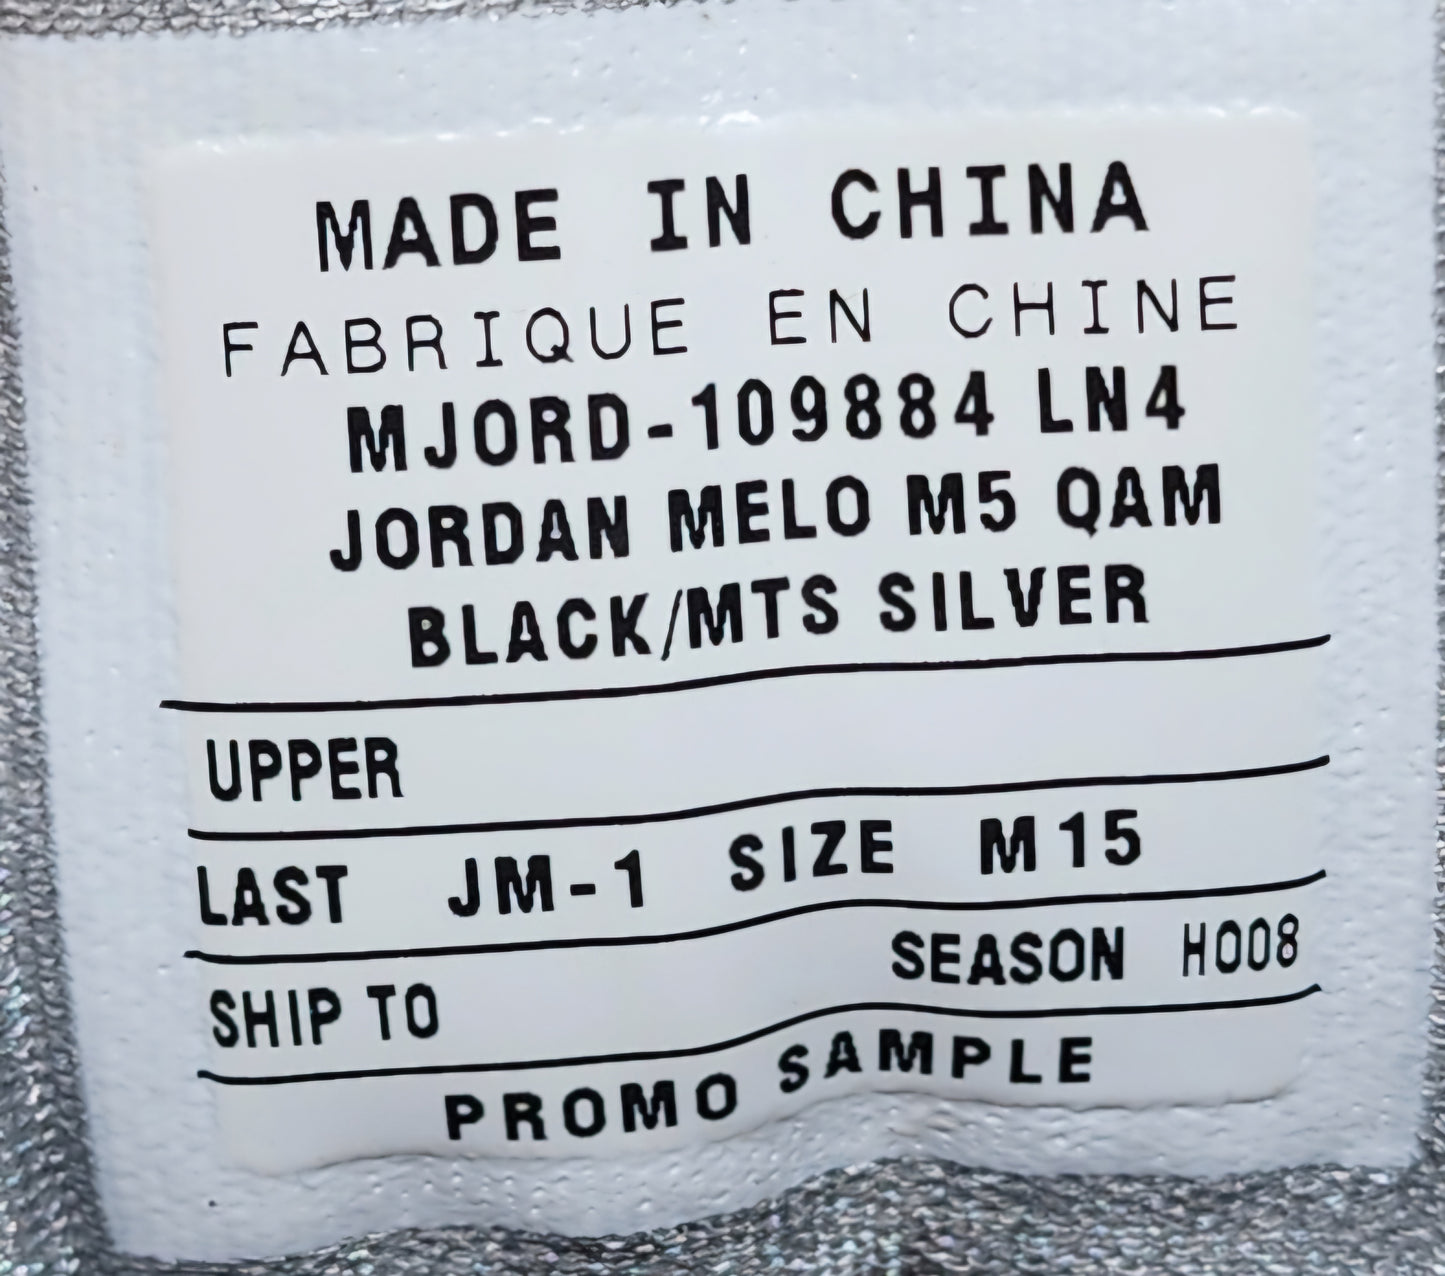 MADE IN CHINA
FABRIQUE EN CHINE
MJORD-109884 LN4
JORDAN MELO M5 QAM
BLACK/MTS SILVER
UPPER
LAST JM-1 SIZE M15
SHIP TO SEASON HO08
PROMO SAMPLE